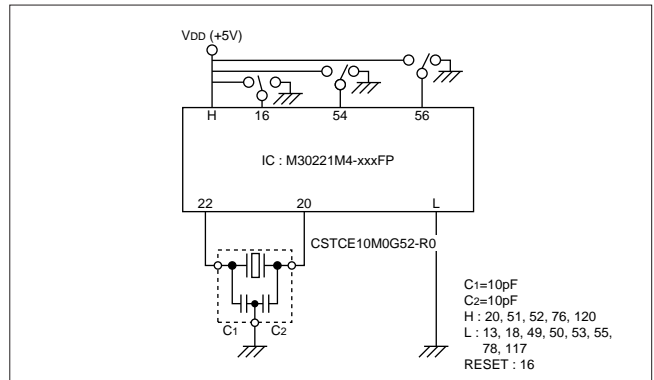 VDD (+5V)
H 16 54 56
IC : M30221M4-xxxFP
22 20 L
CSTCE10M0G52-R0
C1 C2
C1=10pF
C2=10pF
H : 20, 51, 52, 76, 120
L : 13, 18, 49, 50, 53, 55,
78, 117
RESET : 16